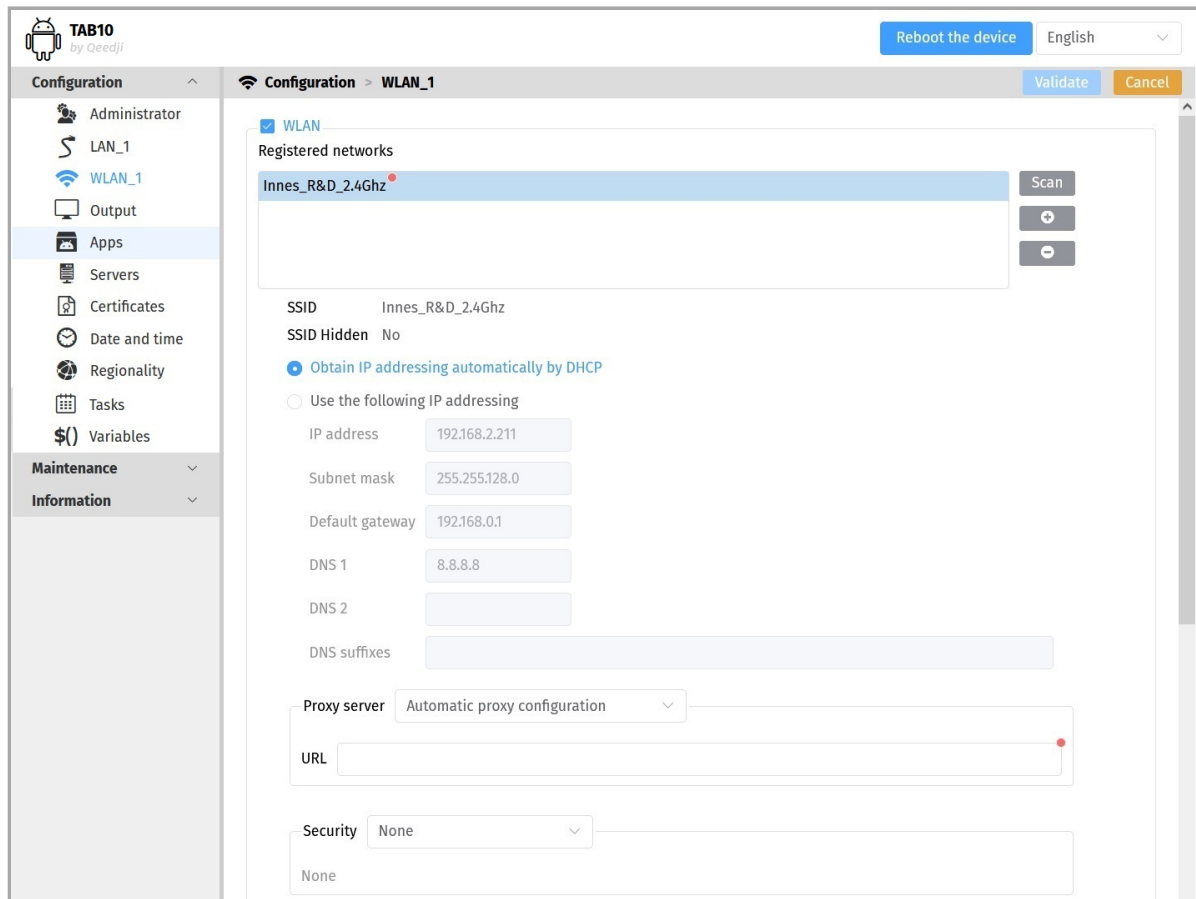 TAB10
by Qeedji
Reboot the device
English
Configuration
Configuration > WLAN_1
Validate
Cancel
Administrator
LAN_1
WLAN_1
Output
Apps
Servers
Certificates
Date and time
Regionality
Tasks
$() Variables
Maintenance
Information
WLAN
Registered networks
Innes_R&D_2.4Ghz
Scan
SSID Innes_R&D_2.4Ghz
SSID Hidden No
Obtain IP addressing automatically by DHCP
Use the following IP addressing
IP address 192.168.2.211
Subnet mask 255.255.128.0
Default gateway 192.168.0.1
DNS 1 8.8.8.8
DNS 2
DNS suffixes
Proxy server Automatic proxy configuration
URL
Security None
None